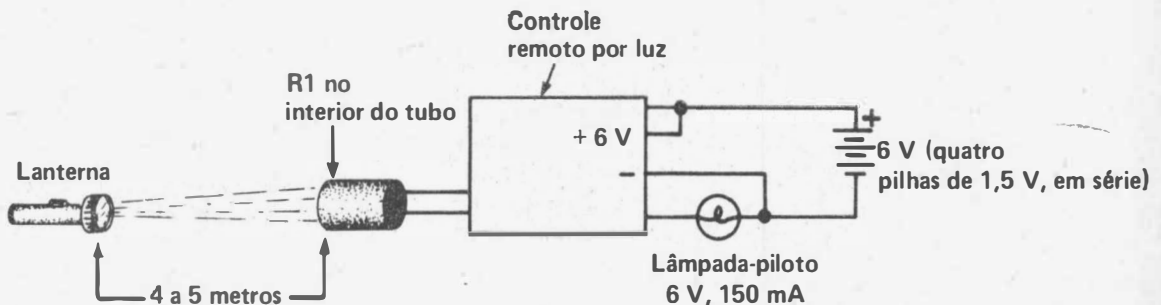 Controle
remoto por luz
R1 no
interior do tubo
Lanterna
+ 6 V
+
6 V (quatro
pilhas de 1,5 V, em série)
−
Lâmpada-piloto
6 V, 150 mA
4 a 5 metros